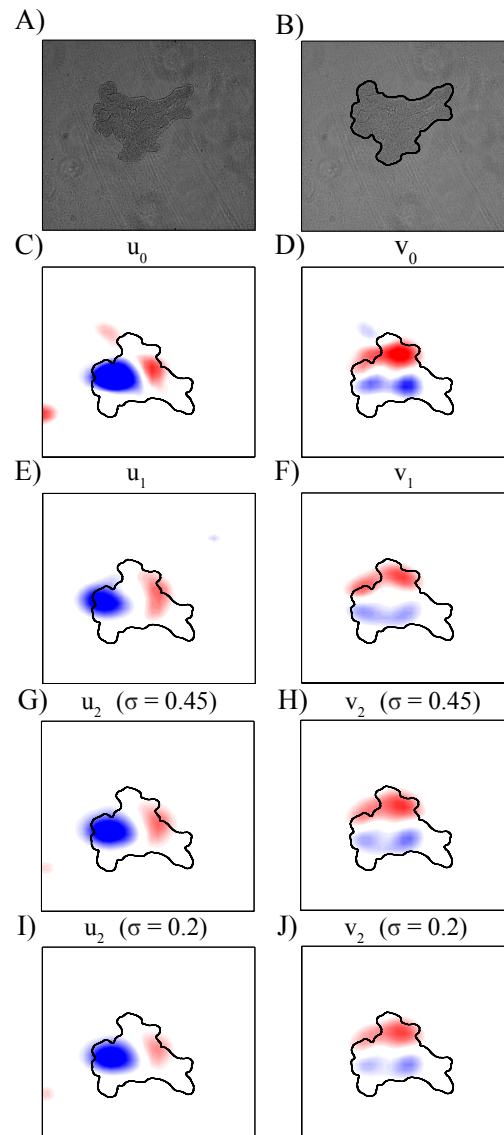 A)
B)
C) u₀
D) v₀
E) u₁
F) v₁
G) u₂ (σ = 0.45)
H) v₂ (σ = 0.45)
I) u₂ (σ = 0.2)
J) v₂ (σ = 0.2)